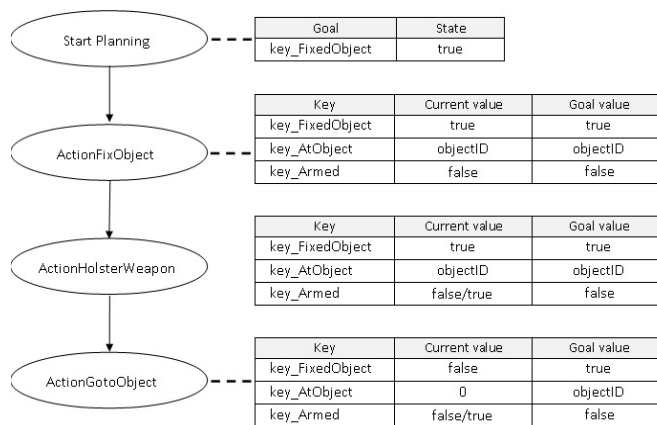 Start Planning
Goal State
key_FixedObject true
ActionFixObject
Key Current value Goal value
key_FixedObject true true
key_AtObject objectID objectID
key_Armed false false
ActionHolsterWeapon
Key Current value Goal value
key_FixedObject true true
key_AtObject objectID objectID
key_Armed false/true false
ActionGotoObject
Key Current value Goal value
key_FixedObject false true
key_AtObject 0 objectID
key_Armed false/true false